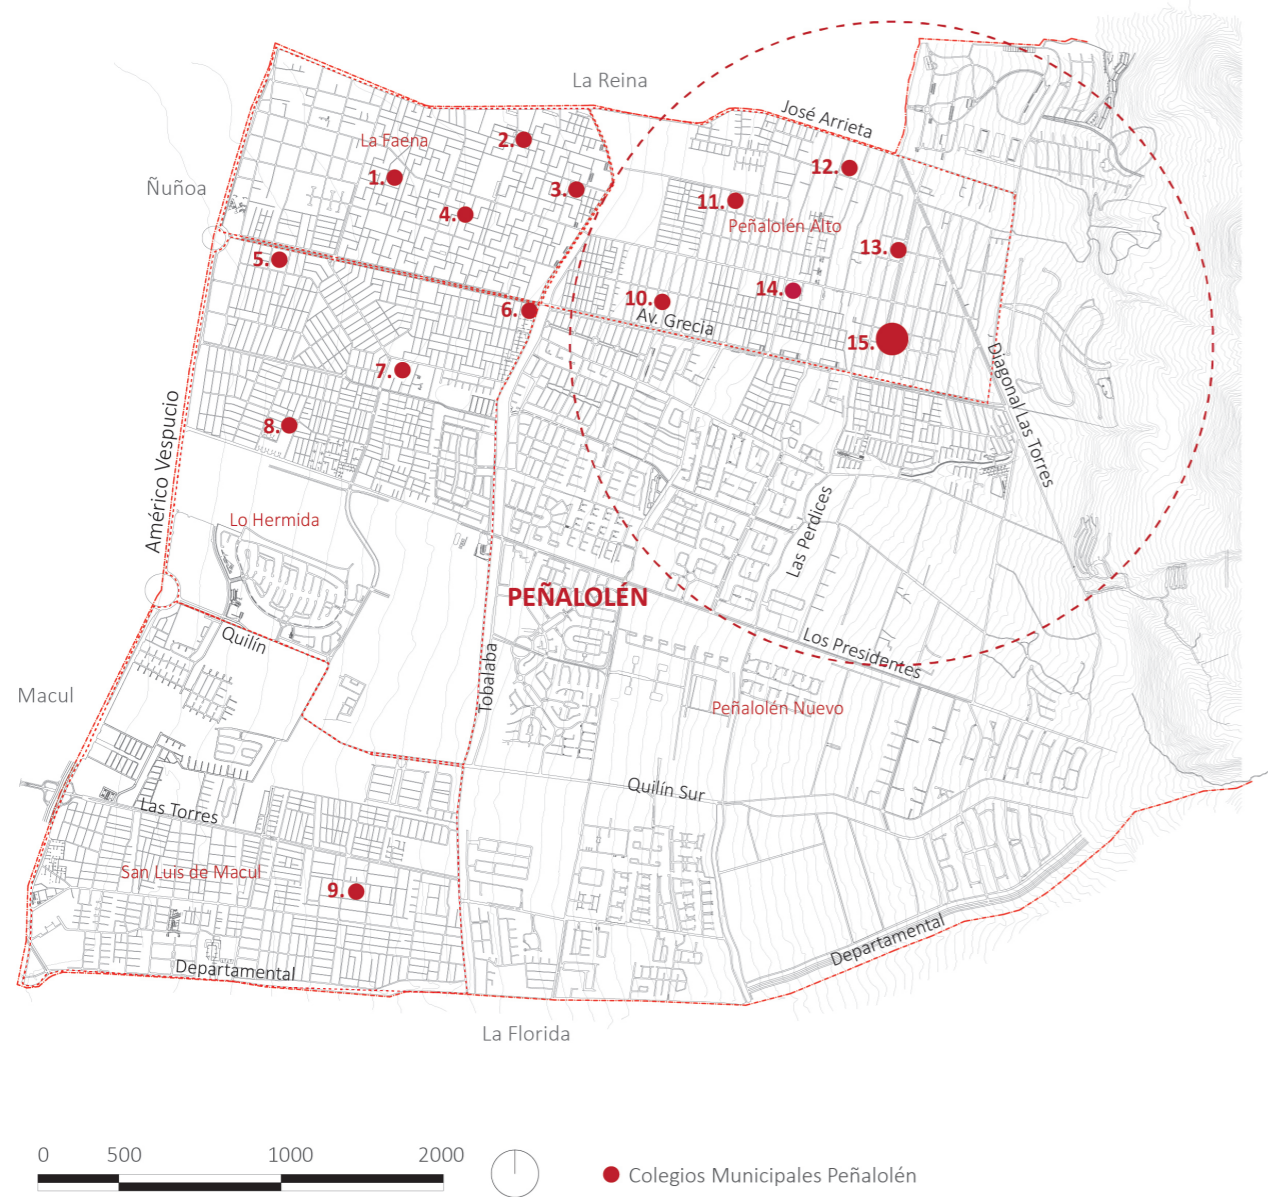 La Reina
José Arrieta
La Faena
2.
12.
Ñuñoa
1.
3.
11.
4.
Peñalolén Alto
13.
5.
14.
10.
6.
Av. Grecia
15.
7.
Diagonal Las Torres
8.
Américo Vespucio
Lo Hermida
Las Perdices
PEÑALOLÉN
Quilín
Los Presidentes
Tobalaba
Macul
Peñalolén Nuevo
Quilín Sur
Las Torres
San Luis de Macul
9.
Departamental
Departamental
La Florida
0 500 1000 2000
Colegios Municipales Peñalolén